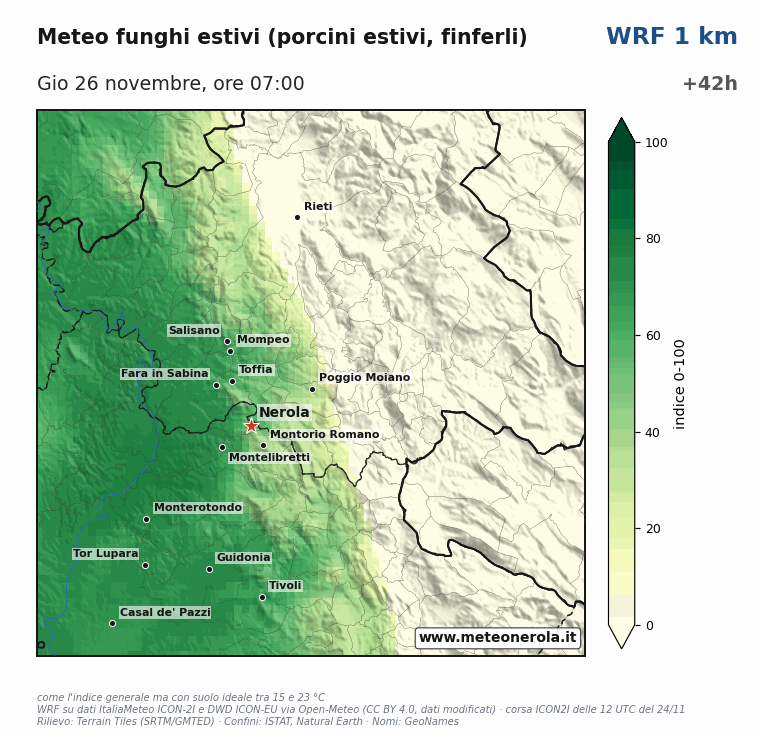 Meteo funghi estivi (porcini estivi, finferli)
WRF 1 km
Gio 26 novembre, ore 07:00
+42h
Rieti
Salisano
Mompeo
Fara in Sabina
Toffia
Poggio Moiano
Nerola
Montorio Romano
Montelibretti
Monterotondo
Tor Lupara
Guidonia
Tivoli
Casal de' Pazzi
www.meteonerola.it
100
80
60
40
20
0
indice 0-100
come l'indice generale ma con suolo ideale tra 15 e 23 °C
WRF su dati ItaliaMeteo ICON-2I e DWD ICON-EU via Open-Meteo (CC BY 4.0, dati modificati) · corsa ICON2I delle 12 UTC del 24/11
Rilievo: Terrain Tiles (SRTM/GMTED) · Confini: ISTAT, Natural Earth · Nomi: GeoNames